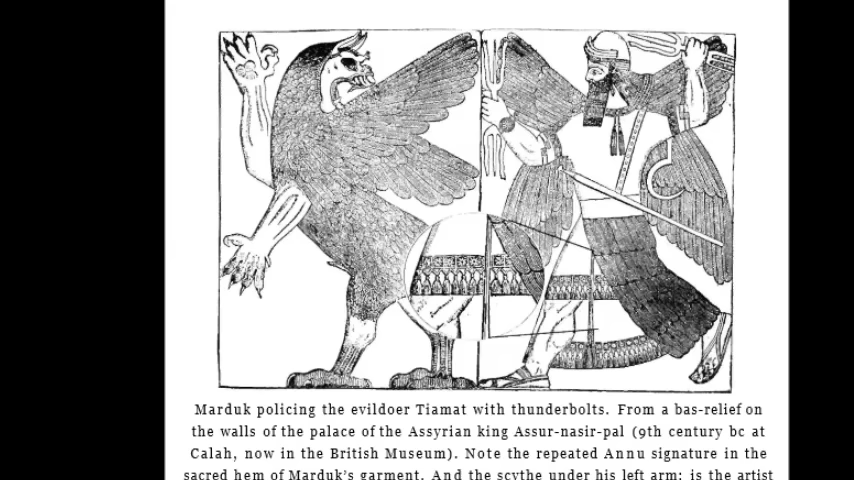 Marduk policing the evildoer Tiamat with thunderbolts. From a bas-relief on
the walls of the palace of the Assyrian king Assur-nasir-pal (9th century bc at
Calah, now in the British Museum). Note the repeated Annu signature in the
sacred hem of Marduk's garment. And the scythe under his left arm: is the artist